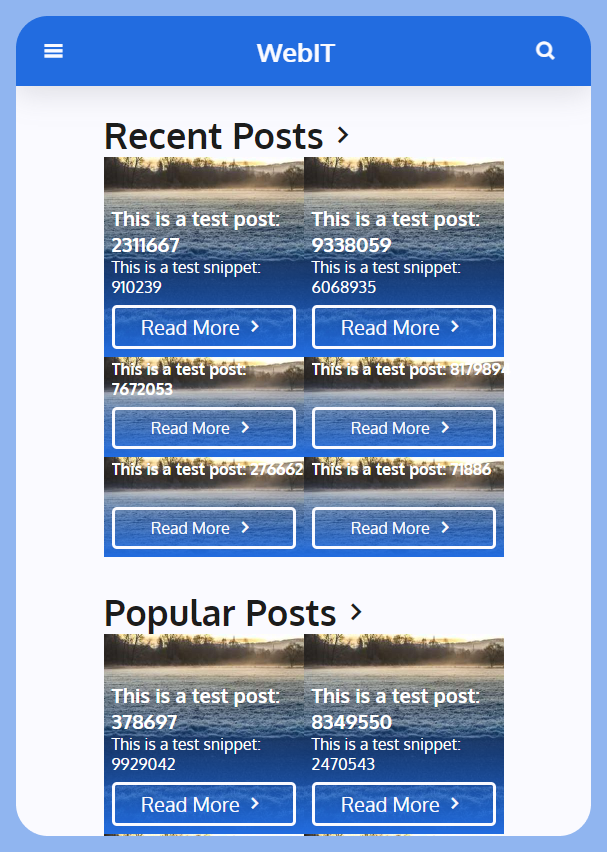 WebIT
Recent Posts
This is a test post:
2311667
This is a test snippet:
910239
Read More
This is a test post:
9338059
This is a test snippet:
6068935
Read More
This is a test post:
7672053
Read More
This is a test post: 8179894
Read More
This is a test post: 276662
Read More
This is a test post: 71886
Read More
Popular Posts
This is a test post:
378697
This is a test snippet:
9929042
Read More
This is a test post:
8349550
This is a test snippet:
2470543
Read More